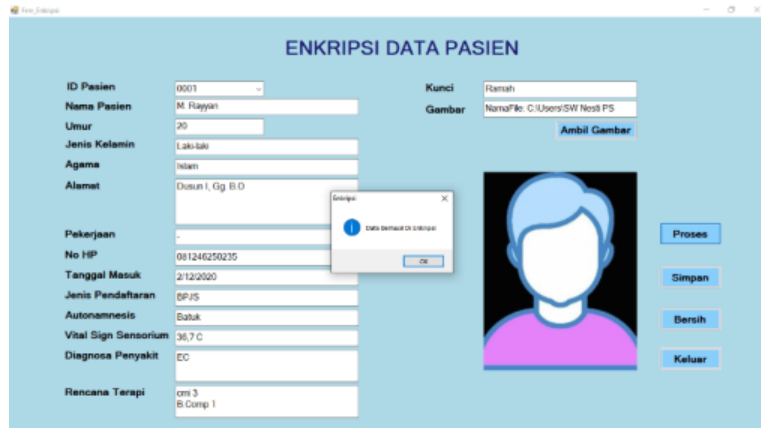 Frm_Enkripsi
ENKRIPSI DATA PASIEN
ID Pasien 0001
Nama Pasien M. Rayyan
Umur 20
Jenis Kelamin Laki-laki
Agama Islam
Alamat Dusun I, Gg. B.O
Pekerjaan -
No HP 081246250235
Tanggal Masuk 2/12/2020
Jenis Pendaftaran BPJS
Autonamnesis Batuk
Vital Sign Sensorium 36,7 C
Diagnosa Penyakit EC
Rencana Terapi cmi 3
B.Comp 1
Kunci Ramah
Gambar NamaFile: C:\Users\SW Nesti PS
Ambil Gambar
Enkripsi
Data Berhasil Di Enkripsi
OK
Proses
Simpan
Bersih
Keluar